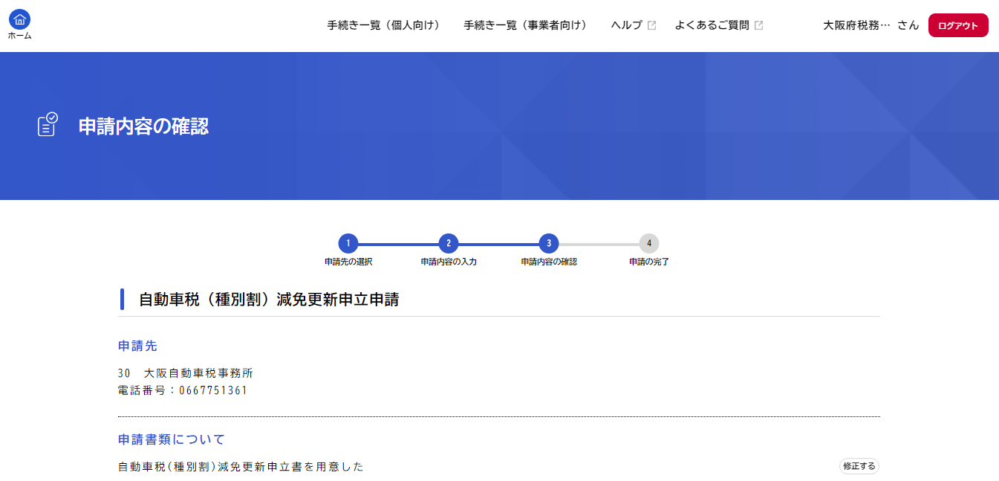 ホーム
手続き一覧（個人向け）
手続き一覧（事業者向け）
ヘルプ
よくあるご質問
大阪府税務… さん
ログアウト
申請内容の確認
1
2
3
4
申請先の選択
申請内容の入力
申請内容の確認
申請の完了
自動車税（種別割）減免更新申立申請
申請先
30　大阪自動車税事務所
電話番号：0667751361
申請書類について
自動車税(種別割)減免更新申立書を用意した
修正する